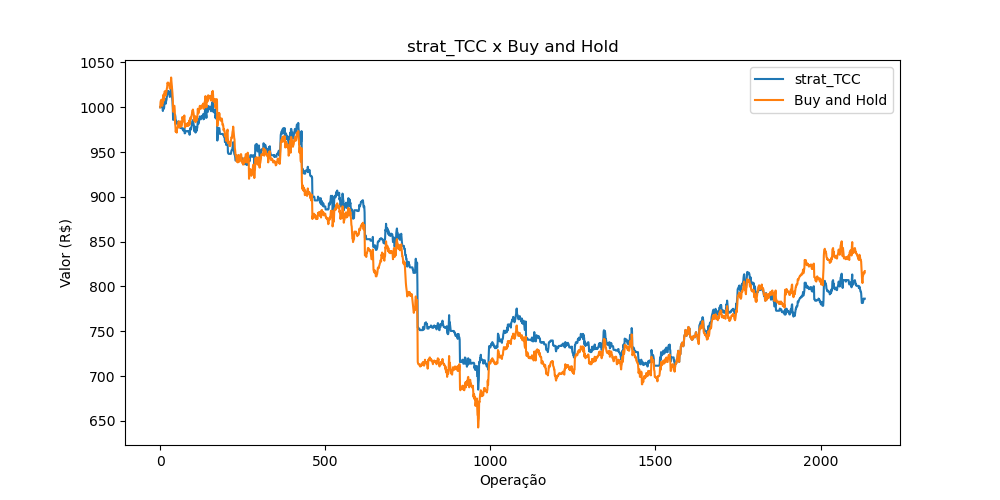 strat_TCC x Buy and Hold
strat_TCC
Buy and Hold
Valor (R$)
1050
1000
950
900
850
800
750
700
650
0
500
1000
1500
2000
Operação